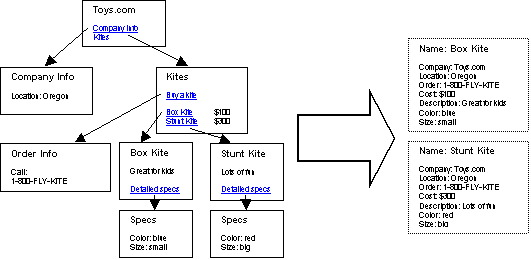 Toys.com
Company Info
Kites
Company Info
Location: Oregon
Kites
Buy a kite
Box Kite $100
Stunt Kite $300
Order Info
Call:
1-800-FLY-KITE
Box Kite
Great for kids
Detailed specs
Stunt Kite
Lots of fun
Detailed specs
Specs
Color: blue
Size: small
Specs
Color: red
Size: big
Name: Box Kite
Company: Toys.com
Location: Oregon
Order: 1-800-FLY-KITE
Cost: $100
Description: Great for kids
Color: blue
Size: small
Name: Stunt Kite
Company: Toys.com
Location: Oregon
Order: 1-800-FLY-KITE
Cost: $300
Description: Lots of fun
Color: red
Size: big